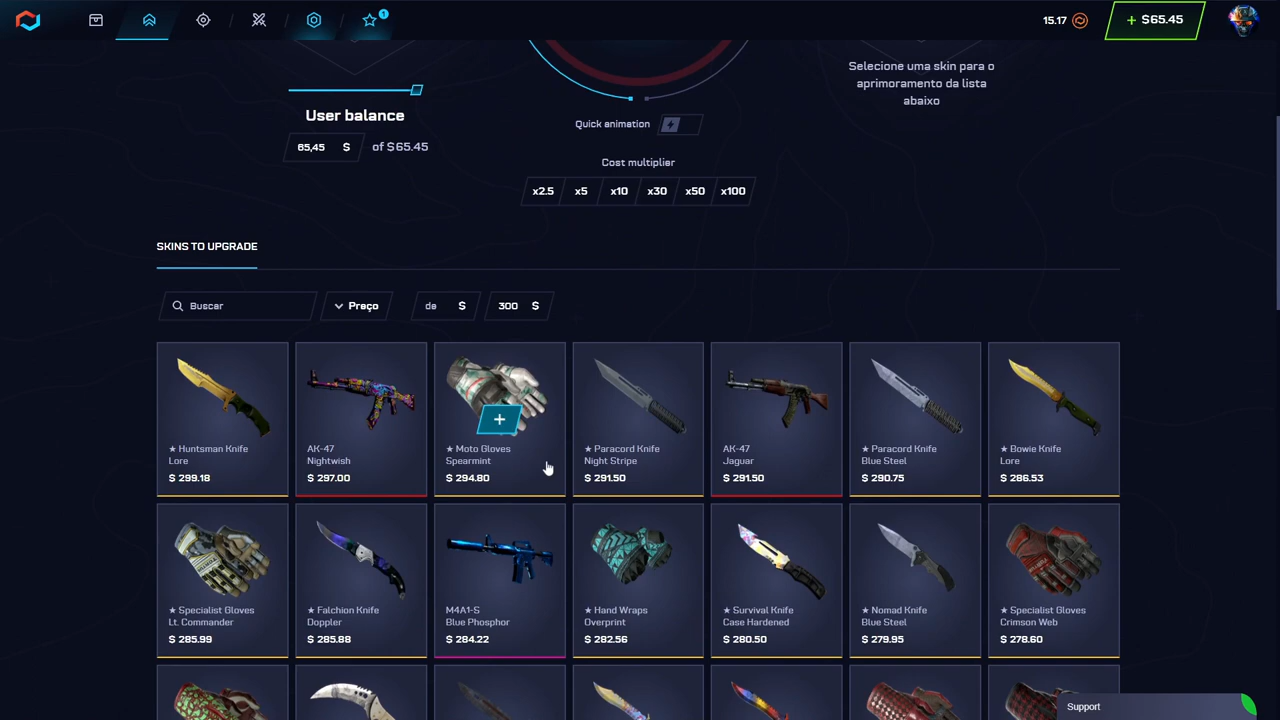 1
15.17
+ $65.45
Selecione uma skin para o
aprimoramento da lista
abaixo
User balance
65,45 $ of $65.45
Quick animation
Cost multiplier
x2.5 x5 x10 x30 x50 x100
SKINS TO UPGRADE
Buscar Preço de $ 300 $
★ Huntsman Knife
Lore
$ 299.18
AK-47
Nightwish
$ 297.00
★ Moto Gloves
Spearmint
$ 294.80
★ Paracord Knife
Night Stripe
$ 291.50
AK-47
Jaguar
$ 291.50
★ Paracord Knife
Blue Steel
$ 290.75
★ Bowie Knife
Lore
$ 286.53
★ Specialist Gloves
Lt. Commander
$ 285.99
★ Falchion Knife
Doppler
$ 285.88
M4A1-S
Blue Phosphor
$ 284.22
★ Hand Wraps
Overprint
$ 282.56
★ Survival Knife
Case Hardened
$ 280.50
★ Nomad Knife
Blue Steel
$ 279.95
★ Specialist Gloves
Crimson Web
$ 278.60
Support